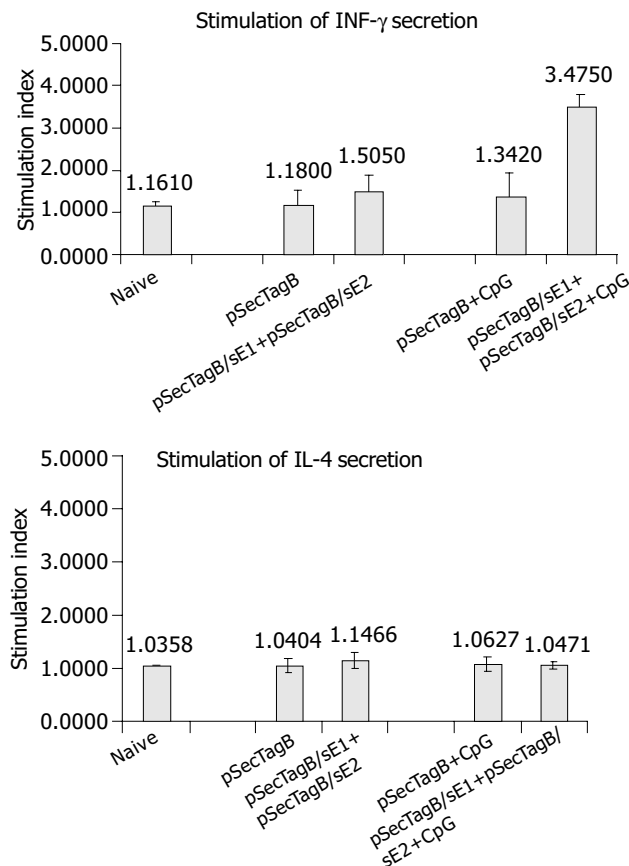 Stimulation of INF-γ secretion
Stimulation index
5.0000
4.0000
3.0000
2.0000
1.0000
0.0000
1.1610
1.1800
1.5050
1.3420
3.4750
Naive
pSecTagB
pSecTagB/sE1+pSecTagB/sE2
pSecTagB+CpG
pSecTagB/sE1+
pSecTagB/sE2+CpG
Stimulation of IL-4 secretion
Stimulation index
5.0000
4.0000
3.0000
2.0000
1.0000
0.0000
1.0358
1.0404
1.1466
1.0627
1.0471
Naive
pSecTagB
pSecTagB/sE1+
pSecTagB/sE2
pSecTagB+CpG
pSecTagB/sE1+pSecTagB/
sE2+CpG